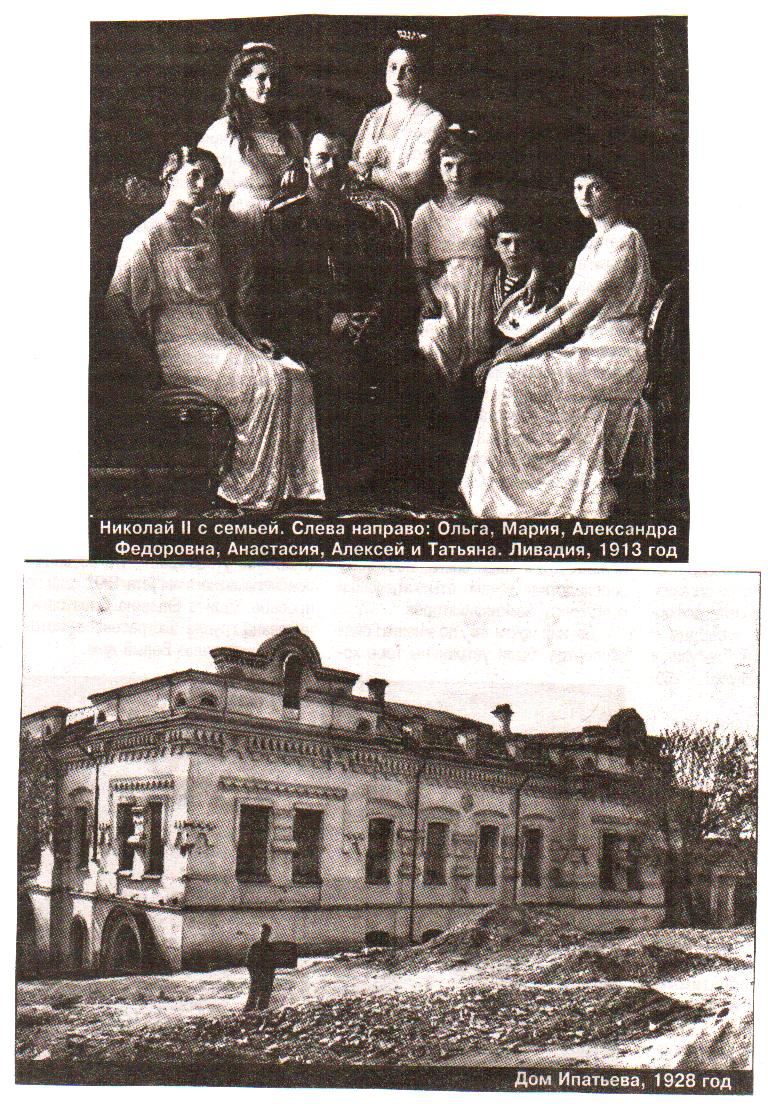 Николай II с семьей. Слева направо: Ольга, Мария, Александра
Федоровна, Анастасия, Алексей и Татьяна. Ливадия, 1913 год
Дом Ипатьева, 1928 год